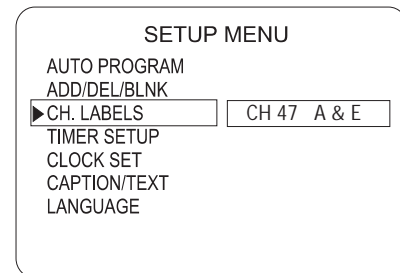 SETUP MENU
AUTO PROGRAM
ADD/DEL/BLNK
CH. LABELS CH 47 A & E
TIMER SETUP
CLOCK SET
CAPTION/TEXT
LANGUAGE